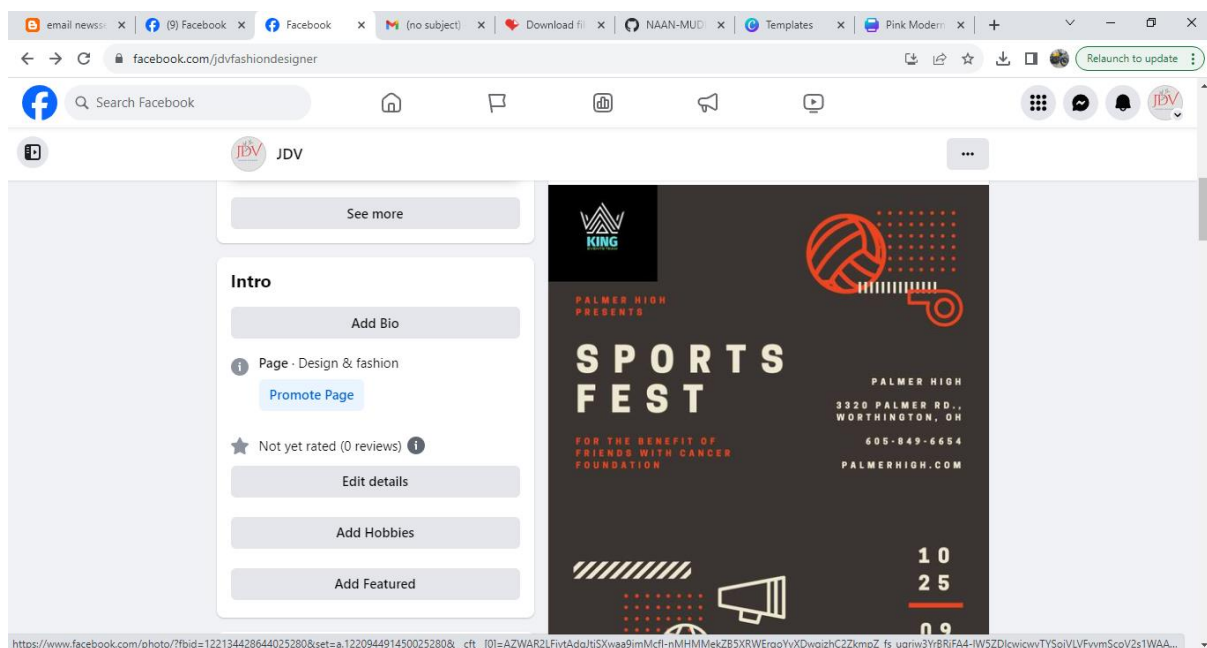 email newss
(9) Facebook
Facebook
(no subject)
Download fil
NAAN-MUD
Templates
Pink Modern
facebook.com/jdvfashiondesigner
Relaunch to update
Search Facebook
JDV
JDV
JDV
See more
Intro
Add Bio
Page · Design & fashion
Promote Page
Not yet rated (0 reviews)
Edit details
Add Hobbies
Add Featured
KING
PALMER HIGH
PRESENTS
SPORTS
FEST
FOR THE BENEFIT OF
FRIENDS WITH CANCER
FOUNDATION
PALMER HIGH
3320 PALMER RD.,
WORTHINGTON, OH
605-849-6654
PALMERHIGH.COM
10
25
09